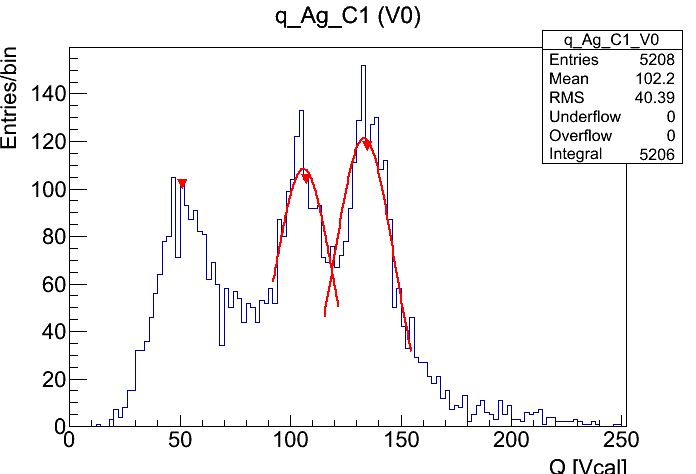 q_Ag_C1 (V0)
q_Ag_C1_V0
Entries 5208
Mean 102.2
RMS 40.39
Underflow 0
Overflow 0
Integral 5206
Entries/bin
140
120
100
80
60
40
20
0
0 50 100 150 200 250
Q [Vcal]